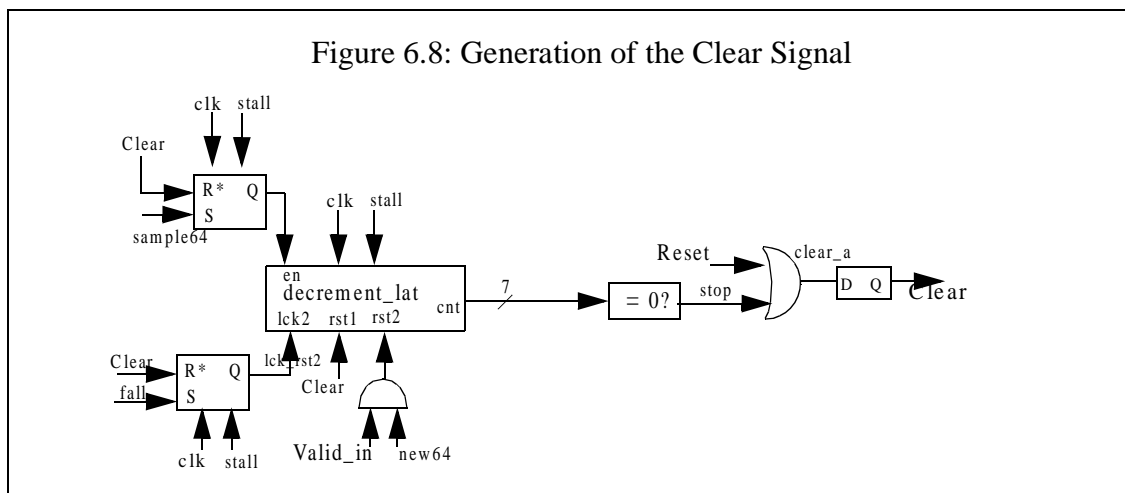 Figure 6.8: Generation of the Clear Signal
clk stall
Clear
R* Q
S
sample64
clk stall
en
decrement_lat
lck2 rst1 rst2 cnt
7
= 0?
stop
Reset
clear_a
D Q
Clear
Clear
fall
R* Q
S
lck_rst2
Clear
clk stall
Valid_in new64